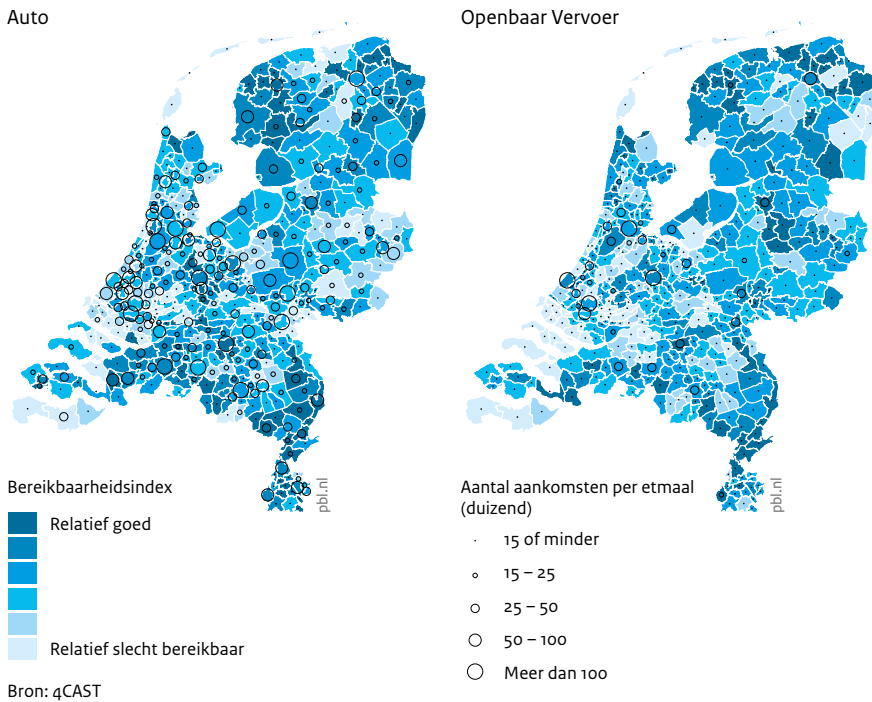 Auto
Openbaar Vervoer
Bereikbaarheidsindex
Relatief goed
Relatief slecht bereikbaar
Bron: 4CAST
pbl.nl
Aantal aankomsten per etmaal
(duizend)
15 of minder
15 – 25
25 – 50
50 – 100
Meer dan 100
pbl.nl